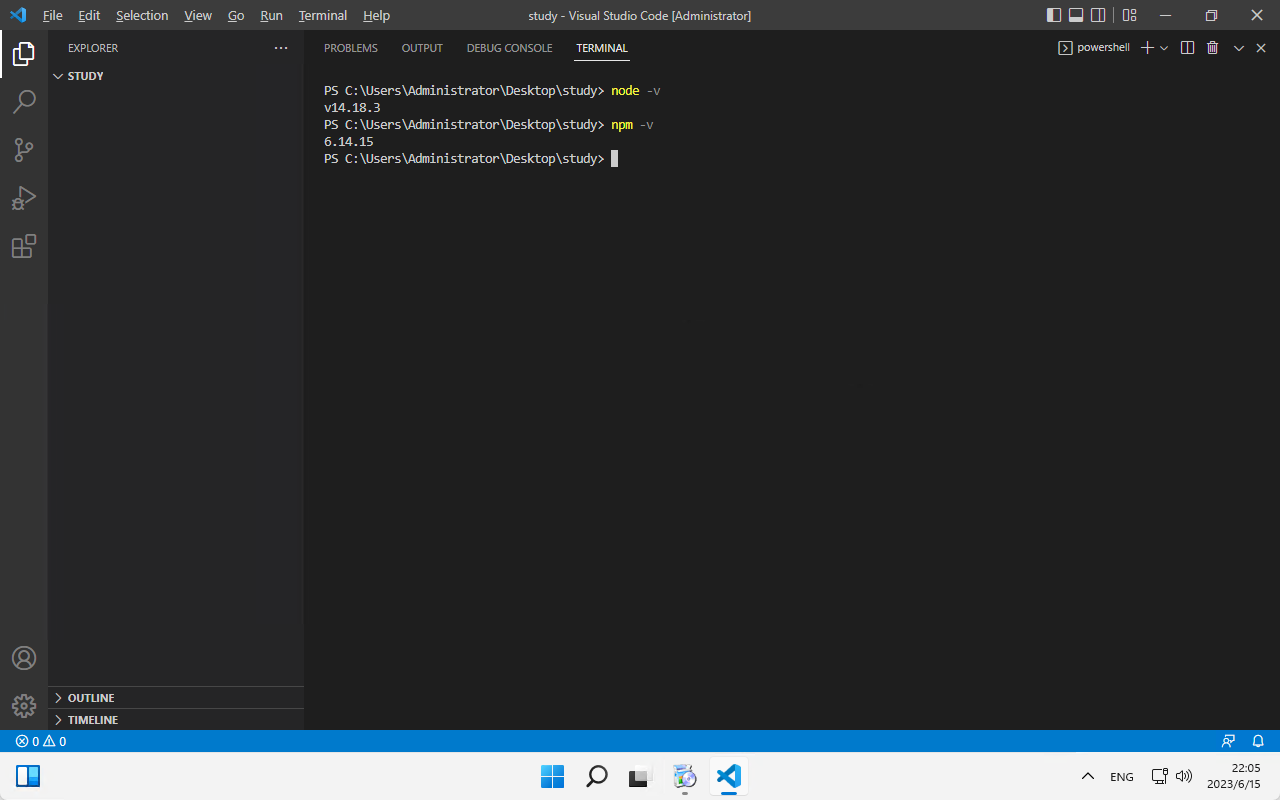 File Edit Selection View Go Run Terminal Help study - Visual Studio Code [Administrator]
EXPLORER
STUDY
PROBLEMS OUTPUT DEBUG CONSOLE TERMINAL powershell
PS C:\Users\Administrator\Desktop\study> node -v
v14.18.3
PS C:\Users\Administrator\Desktop\study> npm -v
6.14.15
PS C:\Users\Administrator\Desktop\study>
OUTLINE
TIMELINE
0 0
ENG
22:05
2023/6/15